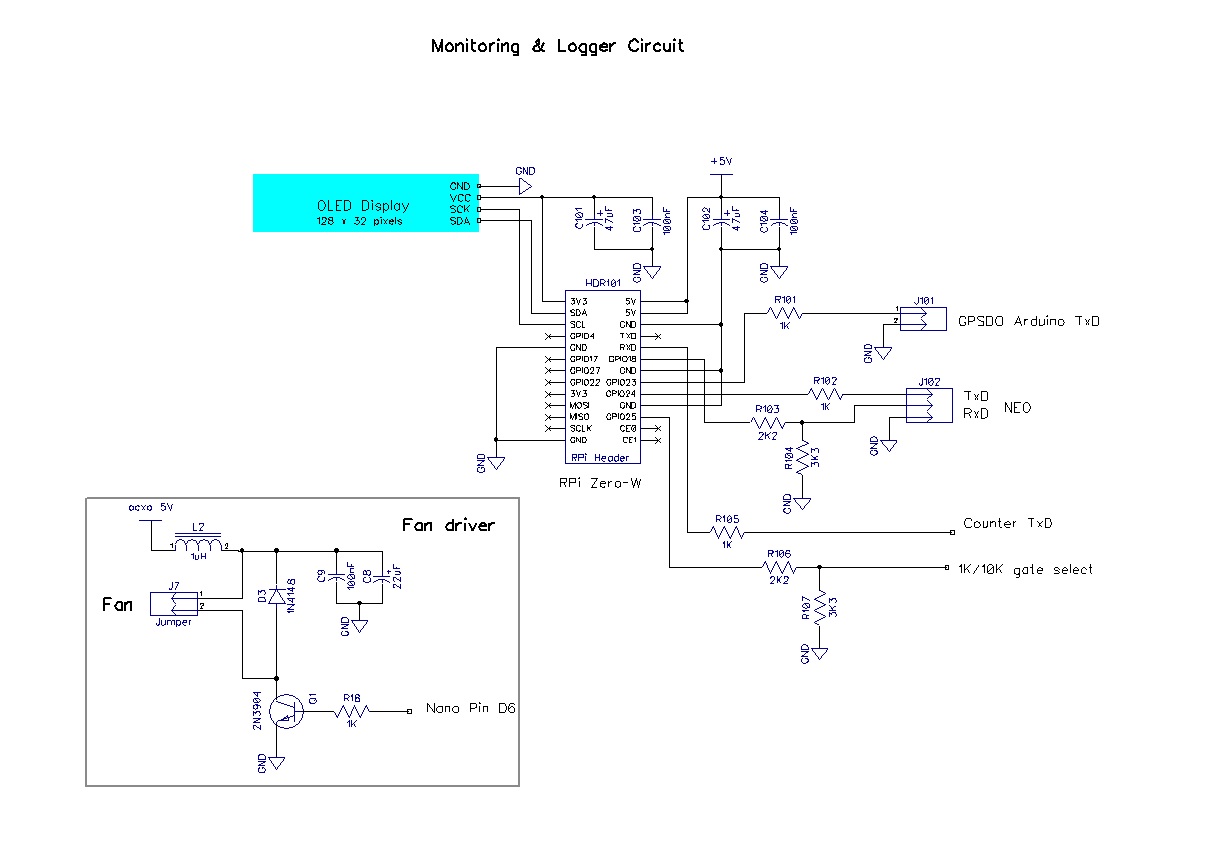 Monitoring & Logger Circuit
+5V
GND
OLED Display
128 x 32 pixels
GND
VCC
SCK
SDA
C101
+
47uF
C103
100nF
C102
+
47uF
C104
100nF
GND
GND
HDR101
3V3 5V
SDA 5V
SCL GND
GPIO4 TXD
GND RXD
GPIO17 GPIO18
GPIO27 GND
GPIO22 GPIO23
3V3 GPIO24
MOSI GND
MISO GPIO25
SCLK CE0
GND CE1
RPi Header
RPi Zero-W
GND
R101
1K
J101
1
2
GPSDO Arduino TxD
GND
R102
1K
J102
TxD
RxD
NEO
R103
2K2
GND
R104
3K3
GND
R105
1K
Counter TxD
R106
2K2
1K/10K gate select
R107
3K3
GND
ocxo 5V
Fan driver
L2
1 2
1uH
J7
1
2
Fan
Jumper
D3
1N4148
C9
100nF
C8
+
22uF
GND
2N3904
Q1
R16
1K
Nano Pin D6
GND